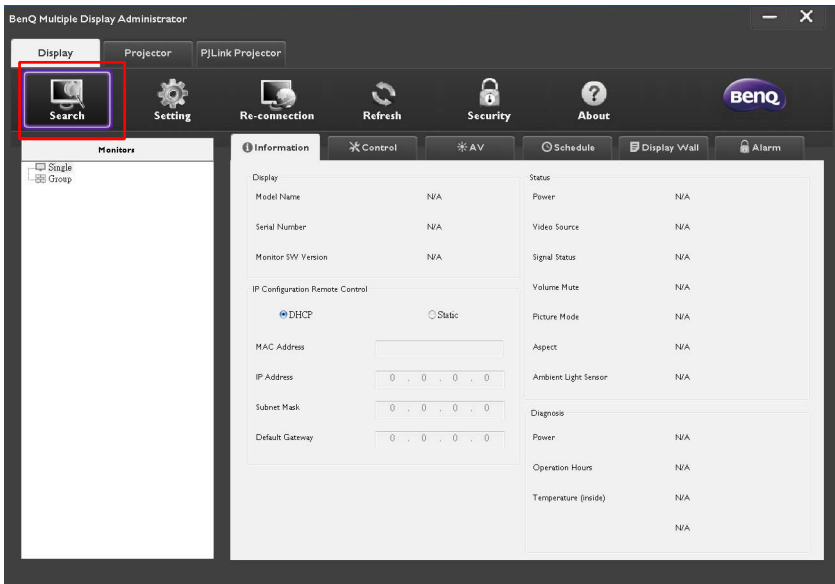 BenQ Multiple Display Administrator
Display Projector PJLink Projector
Search Setting Re-connection Refresh Security About BenQ
Monitors
Single
Group
Information Control AV Schedule Display Wall Alarm
Display
Model Name N/A
Serial Number N/A
Monitor SW Version N/A
IP Configuration Remote Control
DHCP Static
MAC Address
IP Address 0 . 0 . 0 . 0
Subnet Mask 0 . 0 . 0 . 0
Default Gateway 0 . 0 . 0 . 0
Status
Power N/A
Video Source N/A
Signal Status N/A
Volume Mute N/A
Picture Mode N/A
Aspect N/A
Ambient Light Sensor N/A
Diagnosis
Power N/A
Operation Hours N/A
Temperature (inside) N/A
N/A